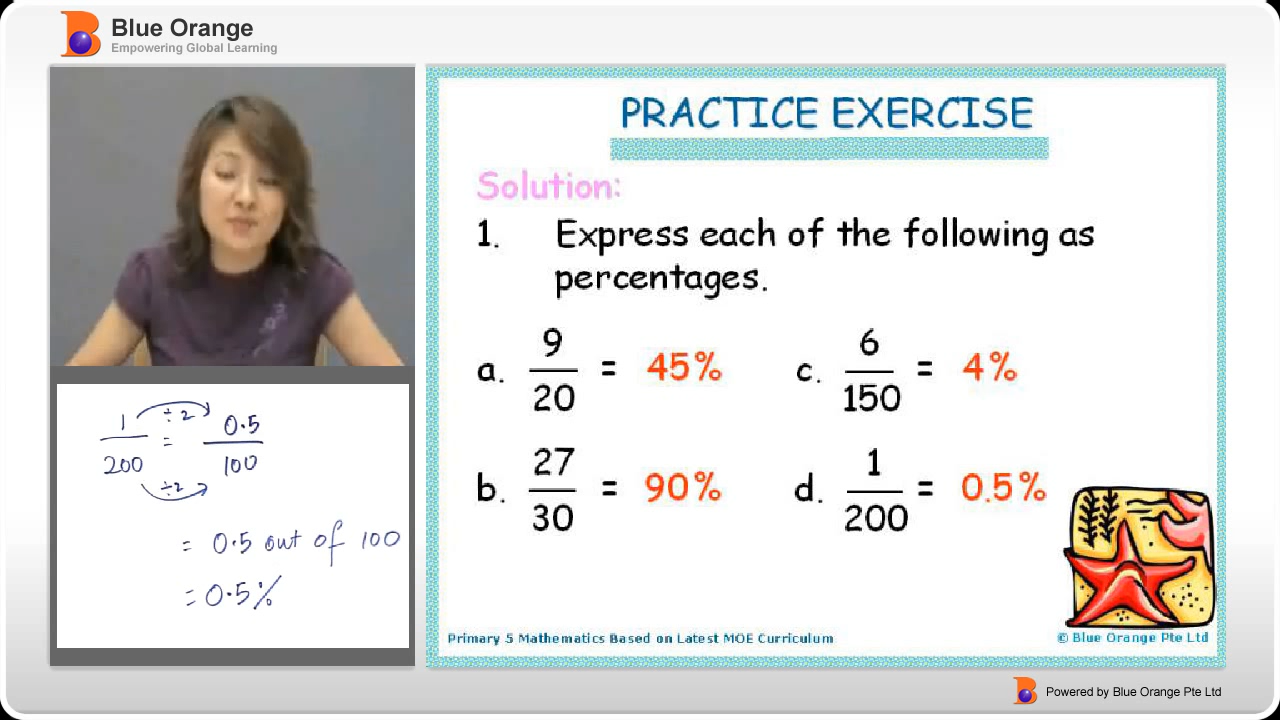 Blue Orange
Empowering Global Learning
PRACTICE EXERCISE
Solution:
1. Express each of the following as
percentages.
a. 9/20 = 45%
b. 27/30 = 90%
c. 6/150 = 4%
d. 1/200 = 0.5%
Primary 5 Mathematics Based on Latest MOE Curriculum
© Blue Orange Pte Ltd
÷2
1/200 = 0.5/100
÷2
= 0.5 out of 100
= 0.5%
Powered by Blue Orange Pte Ltd